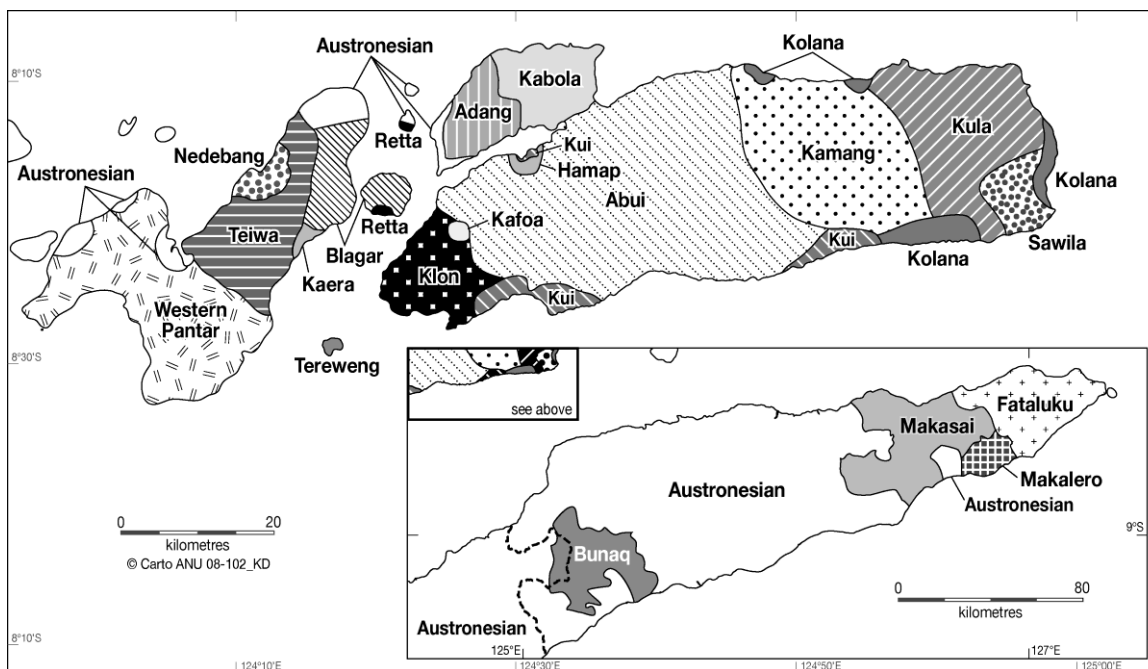 Austronesian
Kolana
8°10'S
Kabola
Adang
Kula
Nedebang
Retta
Kui
Hamap
Kamang
Austronesian
Abui
Kolana
Teiwa
Retta
Kafoa
Sawila
Blagar
Kui
Kolana
Kaera
Klon
Kui
Western
Pantar
8°30'S
Tereweng
see above
Fataluku
Makasai
Makalero
Austronesian
Austronesian
0 20
kilometres
© Carto ANU 08-102_KD
9°S
Bunaq
0 80
kilometres
Austronesian
125°E
127°E
8°10'S
124°10'E
124°30'E
124°50'E
125°00'E